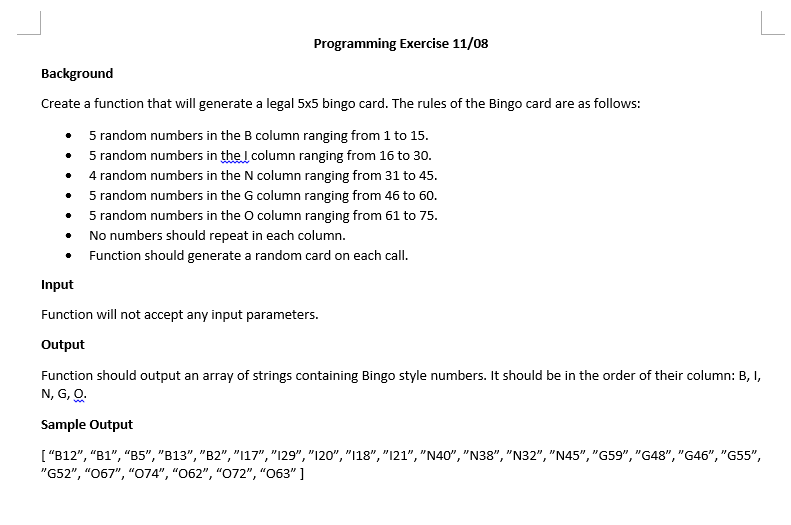 Programming Exercise 11/08
Background
Create a function that will generate a legal 5x5 bingo card. The rules of the Bingo card are as follows:
• 5 random numbers in the B column ranging from 1 to 15.
• 5 random numbers in the I column ranging from 16 to 30.
• 4 random numbers in the N column ranging from 31 to 45.
• 5 random numbers in the G column ranging from 46 to 60.
• 5 random numbers in the O column ranging from 61 to 75.
• No numbers should repeat in each column.
• Function should generate a random card on each call.
Input
Function will not accept any input parameters.
Output
Function should output an array of strings containing Bingo style numbers. It should be in the order of their column: B, I,
N, G, O.
Sample Output
[ “B12”, “B1”, “B5”, “B13”, “B2”, “I17”, “I29”, “I20”, “I18”, “I21”, “N40”, “N38”, “N32”, “N45”, “G59”, “G48”, “G46”, “G55”,
“G52”, “O67”, “O74”, “O62”, “O72”, “O63” ]